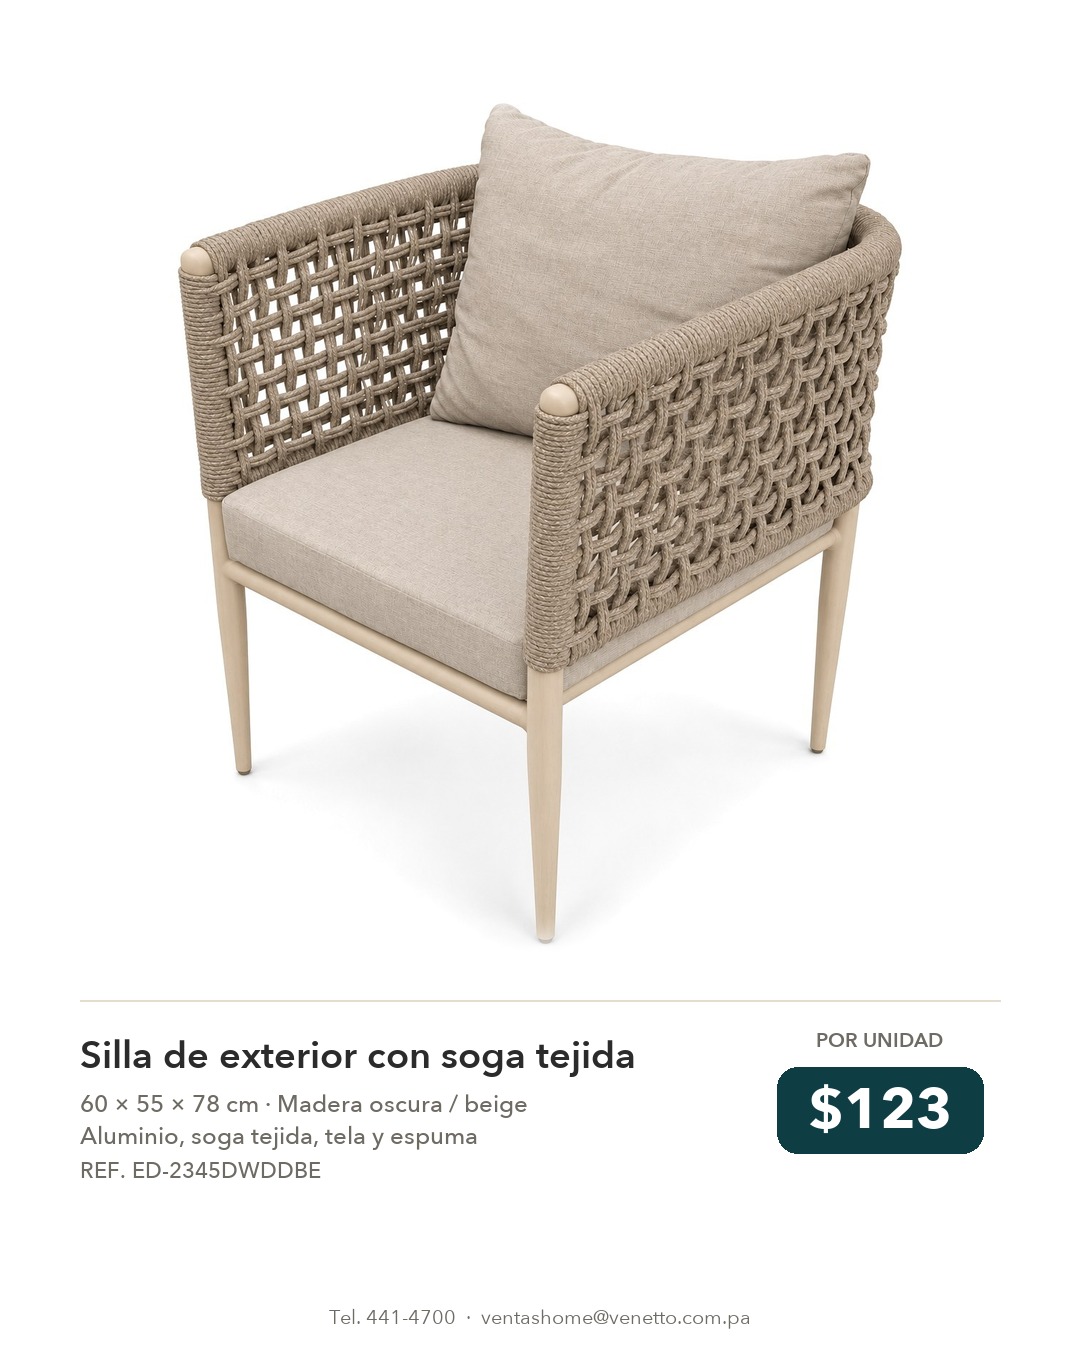 Silla de exterior con soga tejida
60 × 55 × 78 cm · Madera oscura / beige
Aluminio, soga tejida, tela y espuma
REF. ED-2345DWDDBE
POR UNIDAD
$123
Tel. 441-4700 · ventashome@venetto.com.pa